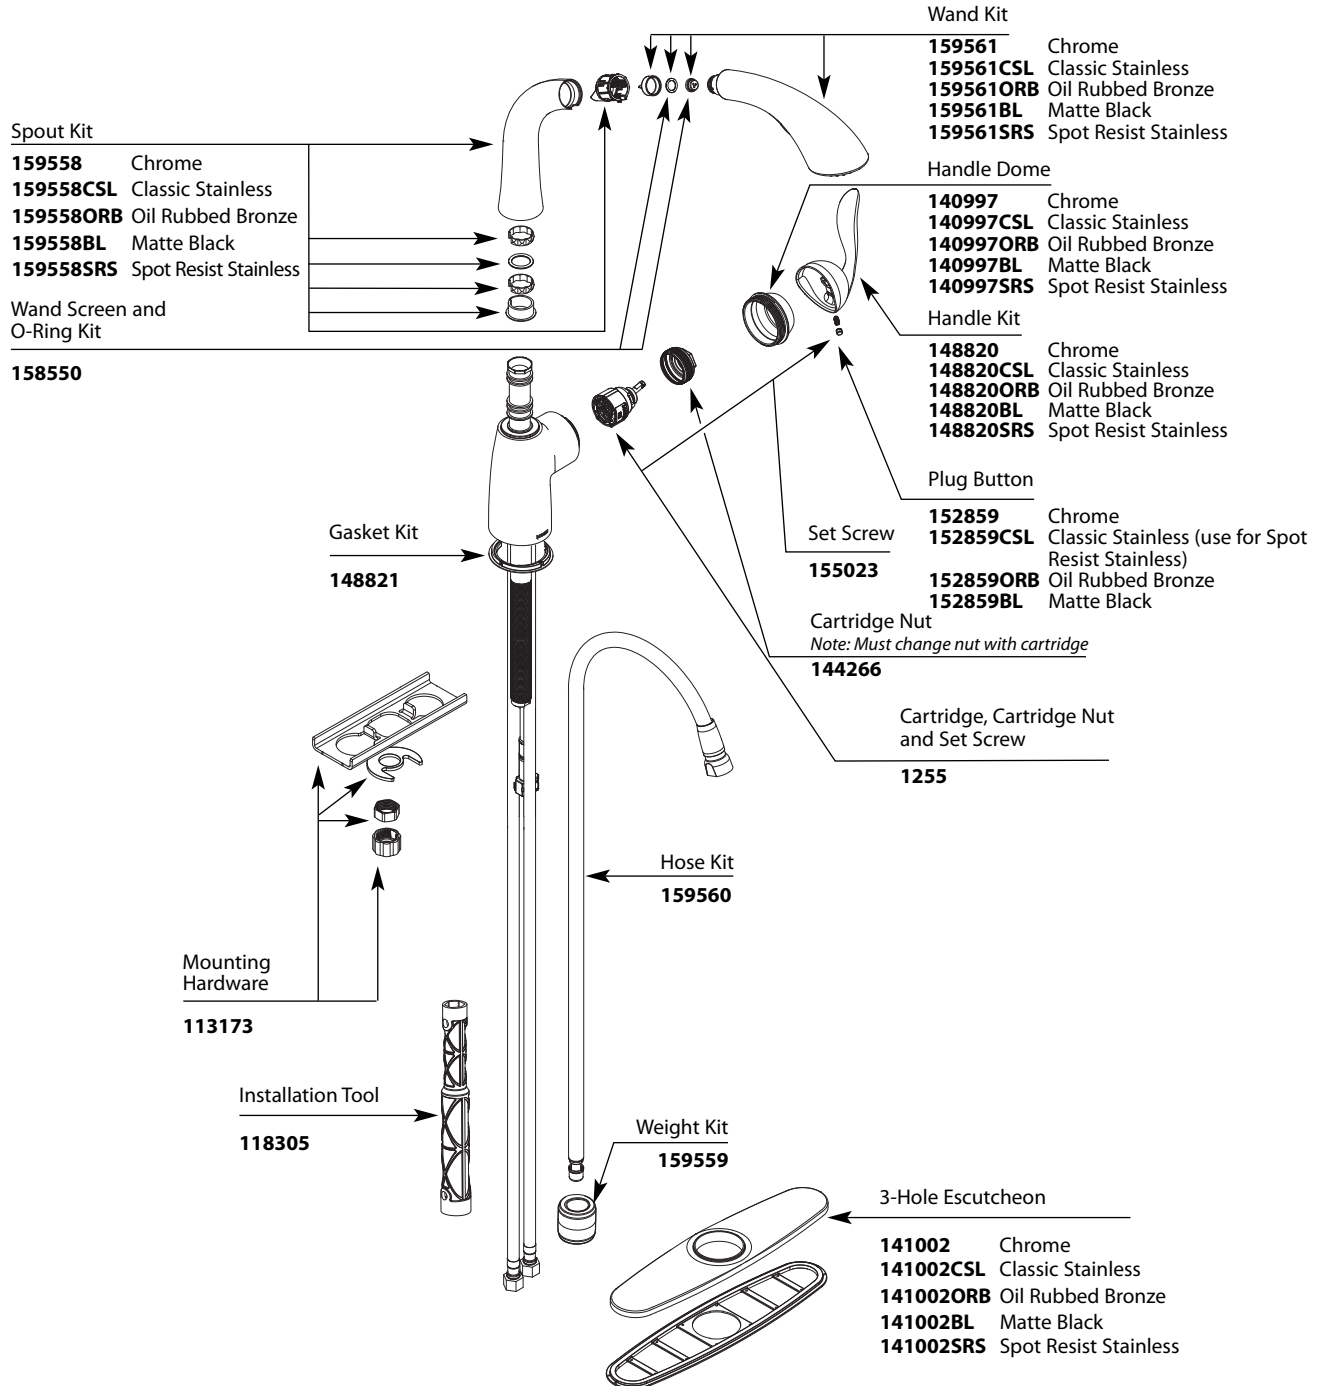 Wand Kit
159561 Chrome
159561CSL Classic Stainless
159561ORB Oil Rubbed Bronze
159561BL Matte Black
159561SRS Spot Resist Stainless
Spout Kit
159558 Chrome
159558CSL Classic Stainless
159558ORB Oil Rubbed Bronze
159558BL Matte Black
159558SRS Spot Resist Stainless
Wand Screen and
O-Ring Kit
158550
Handle Dome
140997 Chrome
140997CSL Classic Stainless
140997ORB Oil Rubbed Bronze
140997BL Matte Black
140997SRS Spot Resist Stainless
Handle Kit
148820 Chrome
148820CSL Classic Stainless
148820ORB Oil Rubbed Bronze
148820BL Matte Black
148820SRS Spot Resist Stainless
Plug Button
152859 Chrome
152859CSL Classic Stainless (use for Spot
Resist Stainless)
152859ORB Oil Rubbed Bronze
152859BL Matte Black
Gasket Kit
148821
Set Screw
155023
Cartridge Nut
Note: Must change nut with cartridge
144266
Cartridge, Cartridge Nut
and Set Screw
1255
Hose Kit
159560
Mounting
Hardware
113173
Installation Tool
118305
Weight Kit
159559
3-Hole Escutcheon
141002 Chrome
141002CSL Classic Stainless
141002ORB Oil Rubbed Bronze
141002BL Matte Black
141002SRS Spot Resist Stainless